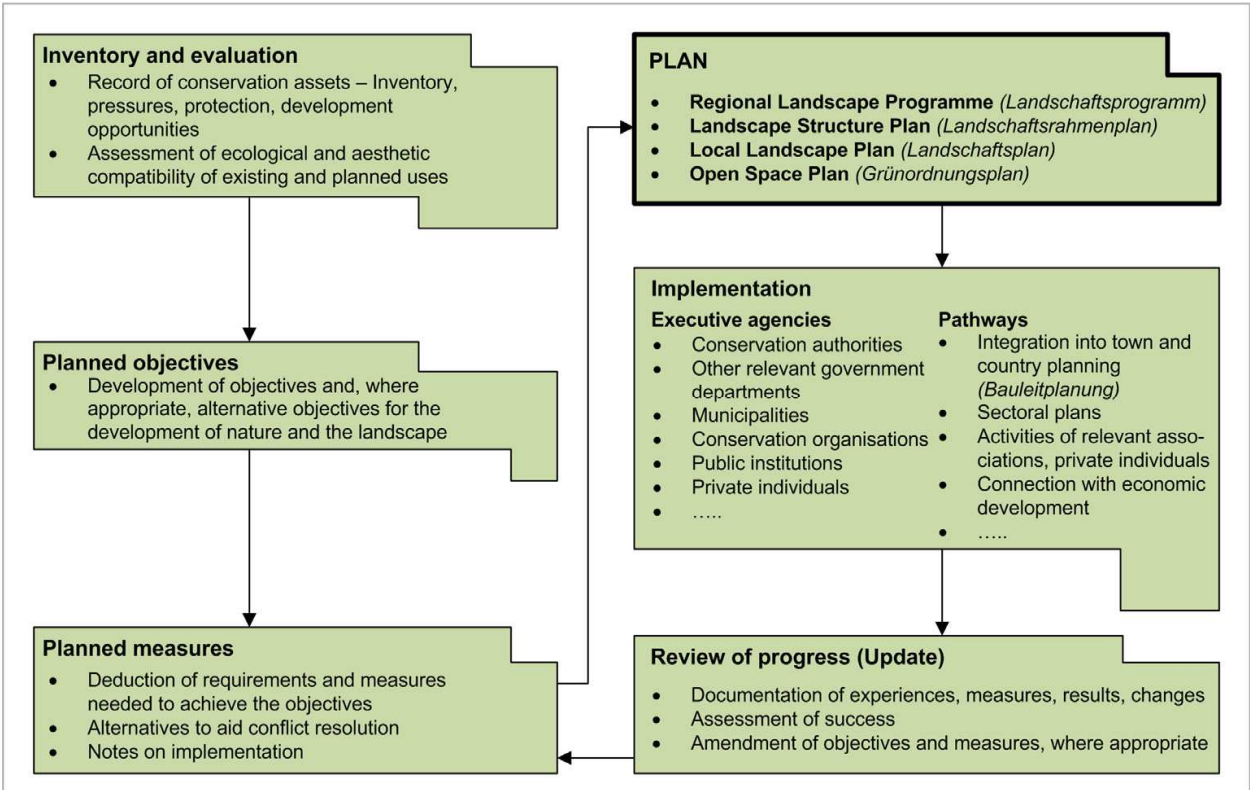 Inventory and evaluation
• Record of conservation assets – Inventory,
pressures, protection, development
opportunities
• Assessment of ecological and aesthetic
compatibility of existing and planned uses
Planned objectives
• Development of objectives and, where
appropriate, alternative objectives for the
development of nature and the landscape
Planned measures
• Deduction of requirements and measures
needed to achieve the objectives
• Alternatives to aid conflict resolution
• Notes on implementation
PLAN
• Regional Landscape Programme (Landschaftsprogramm)
• Landscape Structure Plan (Landschaftsrahmenplan)
• Local Landscape Plan (Landschaftsplan)
• Open Space Plan (Grünordnungsplan)
Implementation
Executive agencies
• Conservation authorities
• Other relevant government
departments
• Municipalities
• Conservation organisations
• Public institutions
• Private individuals
• …..
Pathways
• Integration into town and
country planning
(Bauleitplanung)
• Sectoral plans
• Activities of relevant asso-
ciations, private individuals
• Connection with economic
development
• …..
Review of progress (Update)
• Documentation of experiences, measures, results, changes
• Assessment of success
• Amendment of objectives and measures, where appropriate